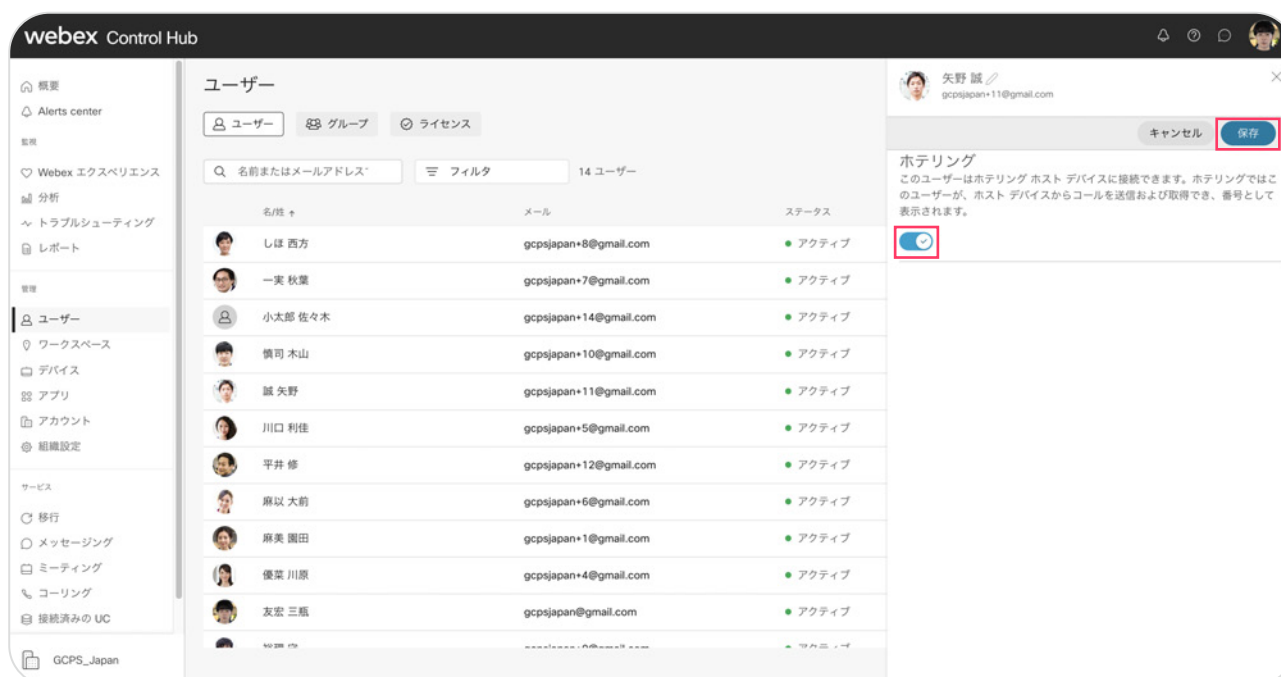 webex Control Hub
概要
Alerts center
監視
Webex エクスペリエンス
分析
トラブルシューティング
レポート
管理
ユーザー
ワークスペース
デバイス
アプリ
アカウント
組織設定
サービス
移行
メッセージング
ミーティング
コーリング
接続済みの UC
GCPS_Japan
ユーザー
ユーザー グループ ライセンス
名前またはメールアドレス フィルタ 14 ユーザー
名/姓 ↑ メール ステータス
しほ 西方 gcpsjapan+8@gmail.com アクティブ
一実 秋葉 gcpsjapan+7@gmail.com アクティブ
小太郎 佐々木 gcpsjapan+14@gmail.com アクティブ
慎司 木山 gcpsjapan+10@gmail.com アクティブ
誠 矢野 gcpsjapan+11@gmail.com アクティブ
川口 利佳 gcpsjapan+5@gmail.com アクティブ
平井 修 gcpsjapan+12@gmail.com アクティブ
麻以 大前 gcpsjapan+6@gmail.com アクティブ
麻美 園田 gcpsjapan+1@gmail.com アクティブ
優菜 川原 gcpsjapan+4@gmail.com アクティブ
友宏 三瓶 gcpsjapan@gmail.com アクティブ
矢野 誠
gcpsjapan+11@gmail.com
キャンセル 保存
ホテリング
このユーザーはホテリング ホスト デバイスに接続できます。ホテリングではこ
のユーザーが、ホスト デバイスからコールを送信および取得でき、番号として
表示されます。